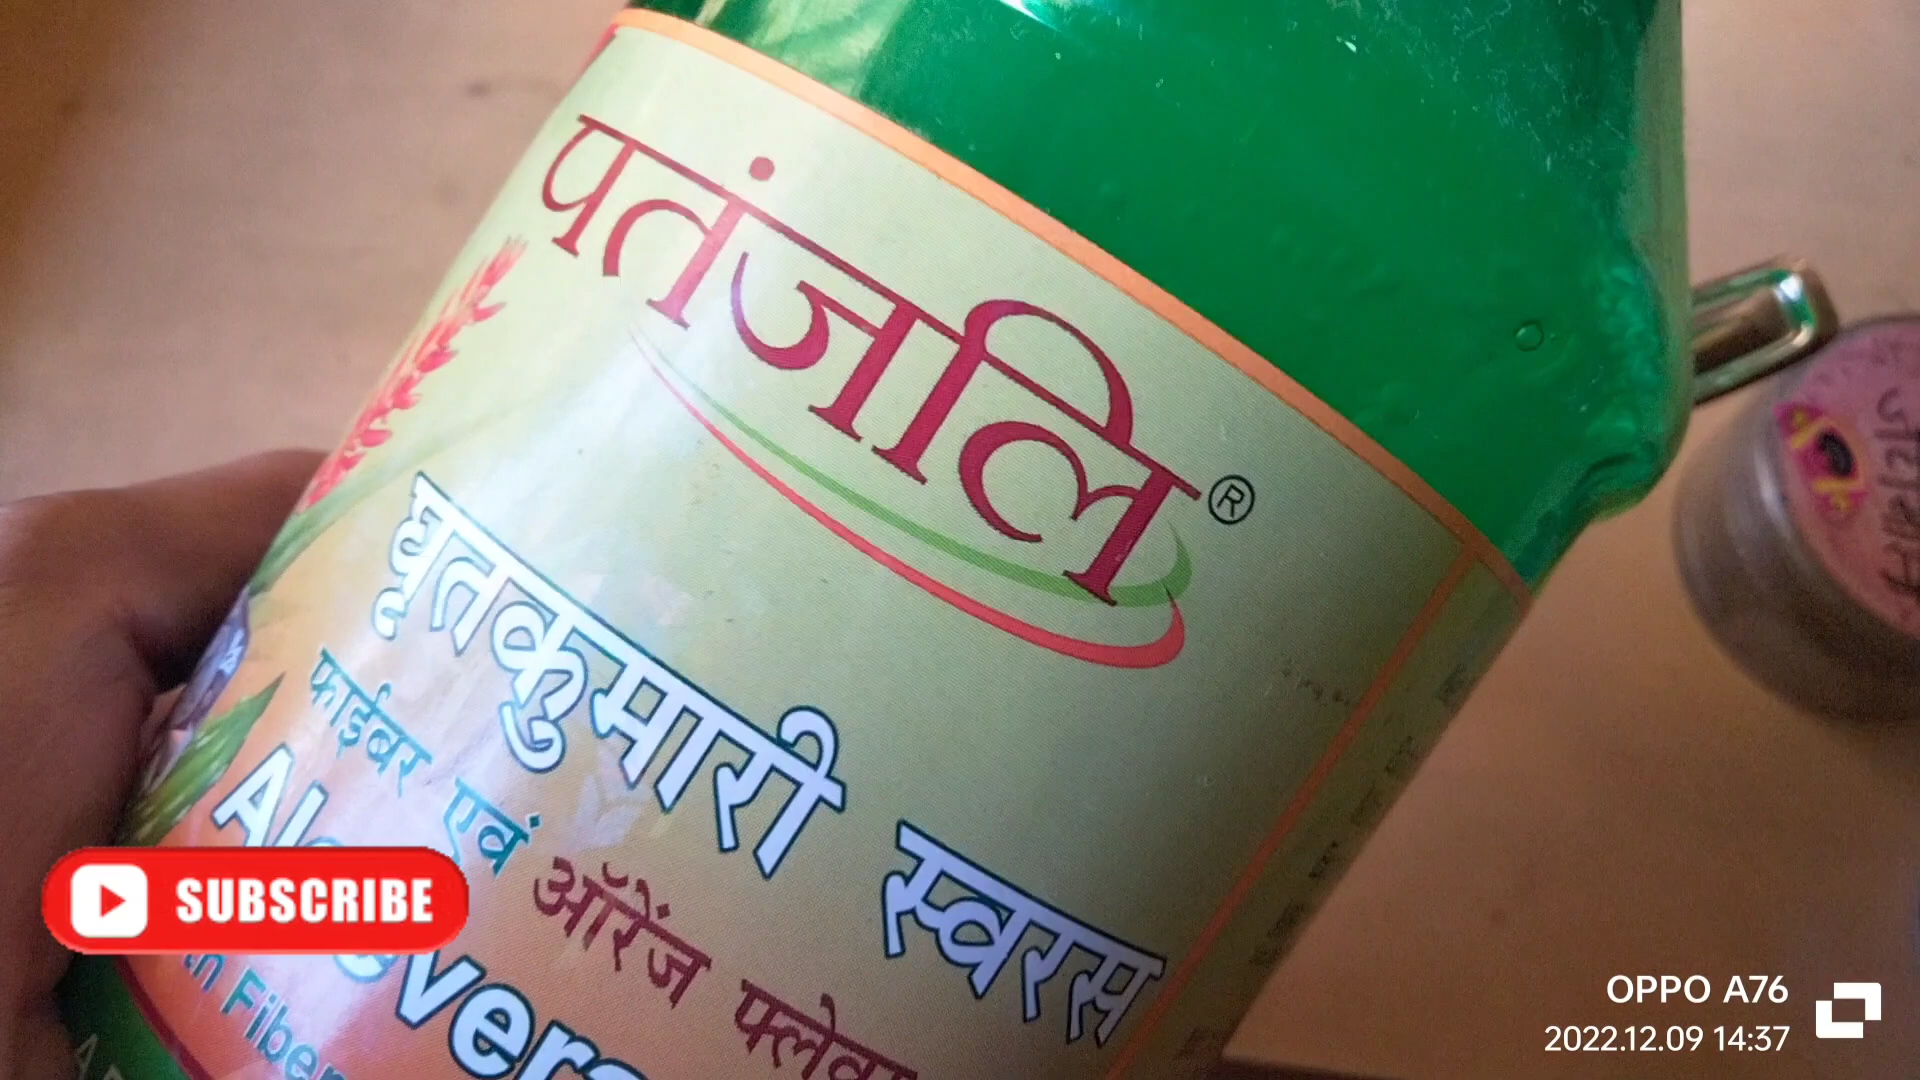 पतंजलि ®
घृतकुमारी स्वरस
फाईबर एवं ऑरेंज फ्लेवर
Aloevera
Fiber
SUBSCRIBE
OPPO A76
2022.12.09 14:37